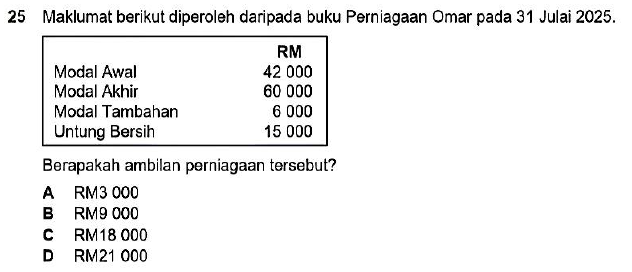 25 Maklumat berikut diperoleh daripada buku Perniagaan Omar pada 31 Julai 2025.
RM
Modal Awal 42 000
Modal Akhir 60 000
Modal Tambahan 6 000
Untung Bersih 15 000
Berapakah ambilan perniagaan tersebut?
A RM3 000
B RM9 000
C RM18 000
D RM21 000